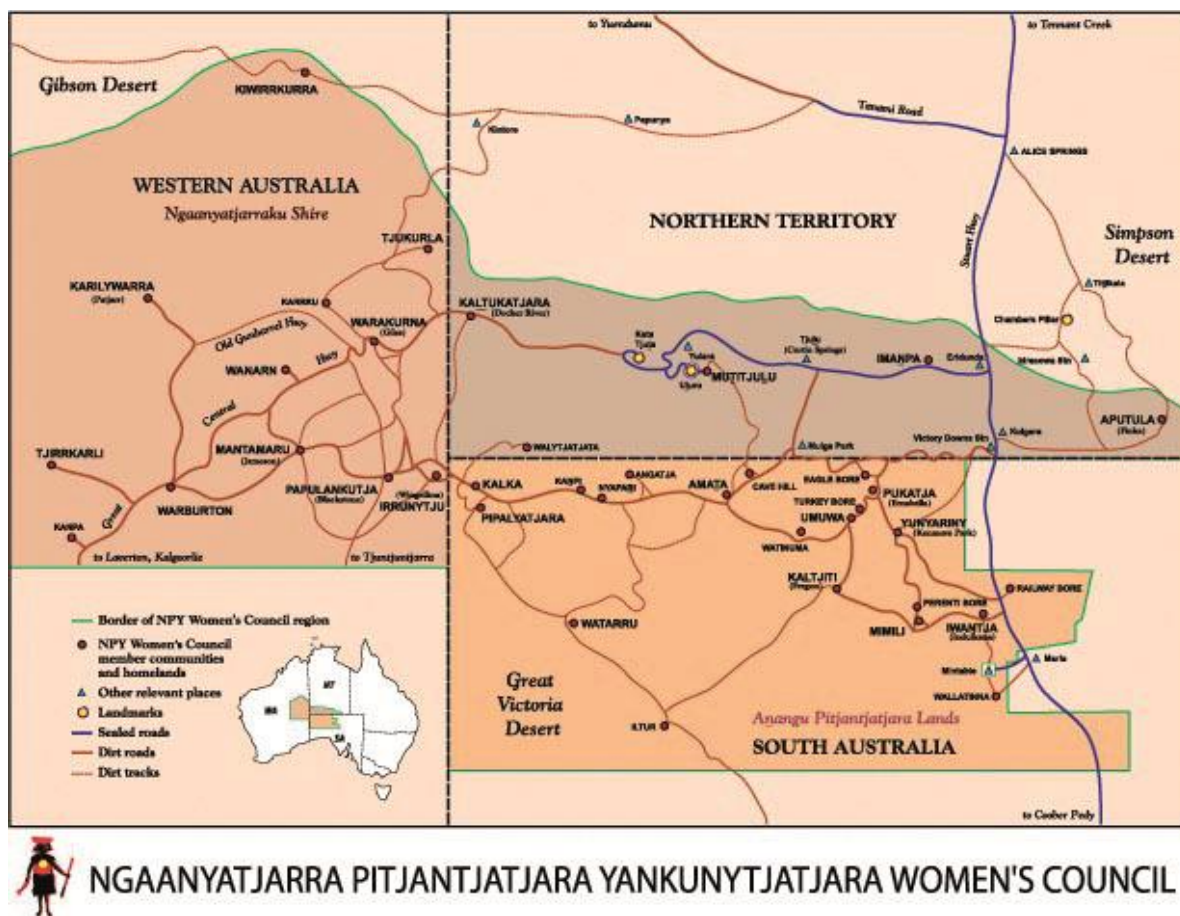 to Yuendumu
to Tennant Creek
Gibson Desert
KIWIRRKURRA
Tanami Road
Kintore
Papunya
ALICE SPRINGS
WESTERN AUSTRALIA
Ngaanyatjarraku Shire
NORTHERN TERRITORY
Stuart Hwy
Simpson
Desert
TJUKURLA
KARILYWARRA
(Patjarr)
KARRKU
KALTUKATJARA
(Docker River)
Titjikala
Chambers Pillar
WARAKURNA
(Giles)
Old Gunbarrel Hwy
Kata
Tjuta
Yulara
(Curtin Springs)
IMANPA
Erldunda
WANARN
Hwy
Uluru
MUTITJULU
Central
APUTULA
(Finke)
Kulgera
MANTAMARU
(Jameson)
WALYTJATJATA
Mulga Park
Victory Downs Stn
TJIRRKARLI
PAPULANKUTJA
(Blackstone)
(Wingellina)
IRRUNYTJU
KALKA
KANPI
NYAPARI
ANGATJA
AMATA
CAVE HILL
EAGLE BORE
PUKATJA
(Ernabella)
TURKEY BORE
UMUWA
WARBURTON
Great
PIPALYATJARA
KANPA
YUNYARINY
(Kenmore Park)
WATINUMA
to Laverton, Kalgoorlie
to Tjuntjuntjarra
KALTJITI
(Fregon)
RAILWAY BORE
PERENTI BORE
MIMILI
IWANTJA
(Indulkana)
WATARRU
Mintabie
Marla
WALLATINNA
Border of NPY Women's Council region
NPY Women's Council
member communities
and homelands
Other relevant places
Landmarks
Sealed roads
Dirt roads
Dirt tracks
WA
NT
SA
Great
Victoria
Desert
ILTUR
Anangu Pitjantjatjara Lands
SOUTH AUSTRALIA
to Coober Pedy
NGAANYATJARRA PITJANTJATJARA YANKUNYTJATJARA WOMEN'S COUNCIL